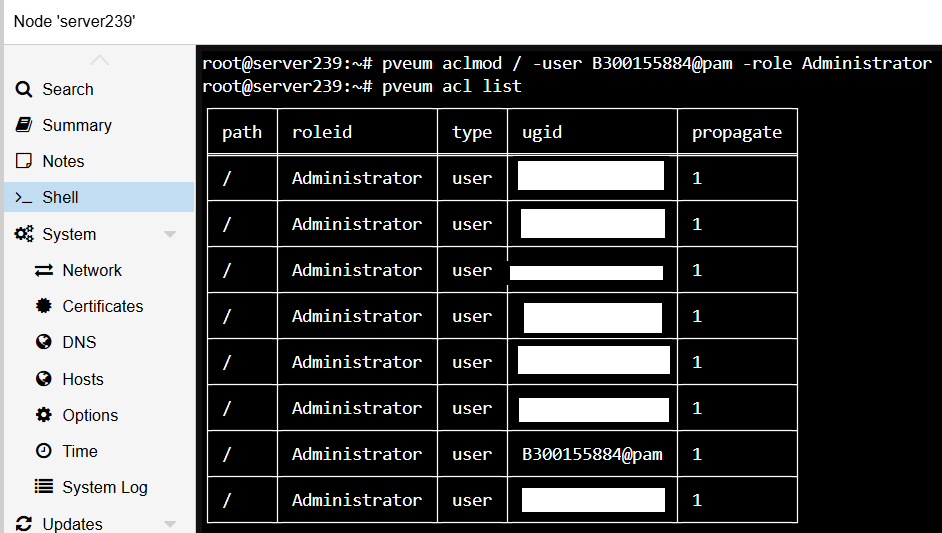 Node 'server239'
Search
Summary
Notes
Shell
System
Network
Certificates
DNS
Hosts
Options
Time
System Log
Updates
root@server239:~# pveum aclmod / -user B300155884@pam -role Administrator
root@server239:~# pveum acl list
path roleid type ugid propagate
/ Administrator user 1
/ Administrator user 1
/ Administrator user 1
/ Administrator user 1
/ Administrator user 1
/ Administrator user 1
/ Administrator user B300155884@pam 1
/ Administrator user 1